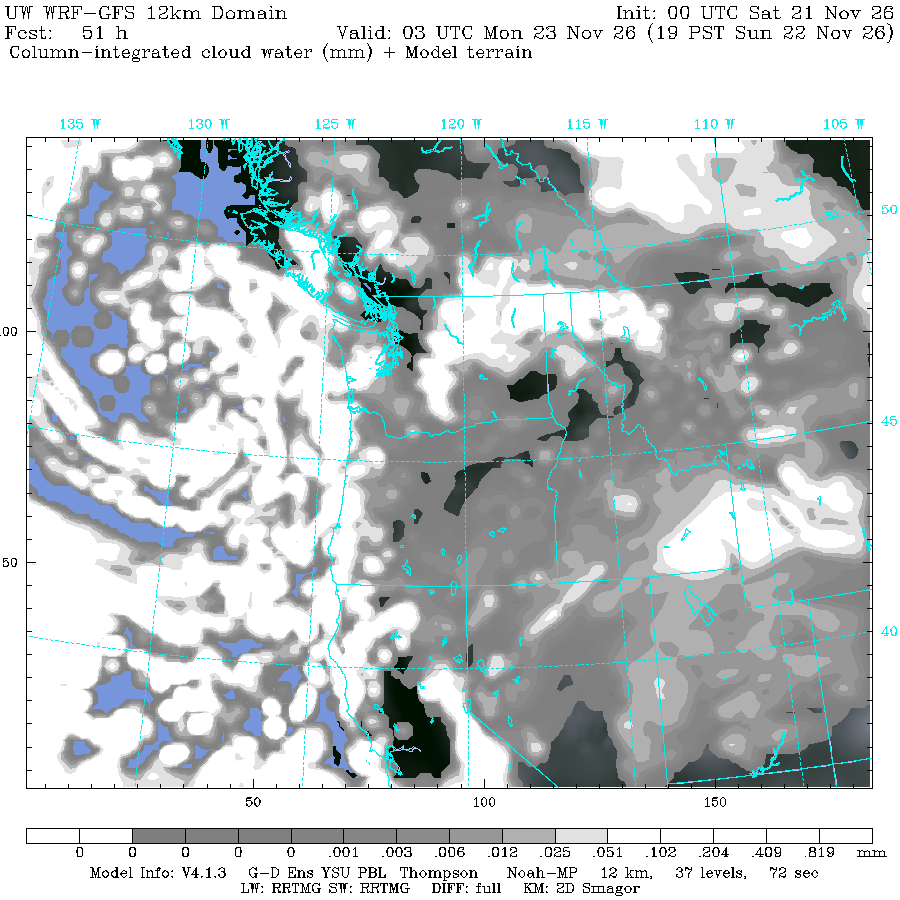 UW WRF-GFS 12km Domain Init: 00 UTC Sat 21 Nov 26
Fcst: 51 h Valid: 03 UTC Mon 23 Nov 26 (19 PST Sun 22 Nov 26)
Column-integrated cloud water (mm) + Model terrain
135 W 130 W 125 W 120 W 115 W 110 W 105 W
50
00
45
50
40
50 100 150
0 0 0 0 0 .001 .003 .006 .012 .025 .051 .102 .204 .409 .819 mm
Model Info: V4.1.3 G-D Ens YSU PBL Thompson Noah-MP 12 km, 37 levels, 72 sec
LW: RRTMG SW: RRTMG DIFF: full KM: 2D Smagor